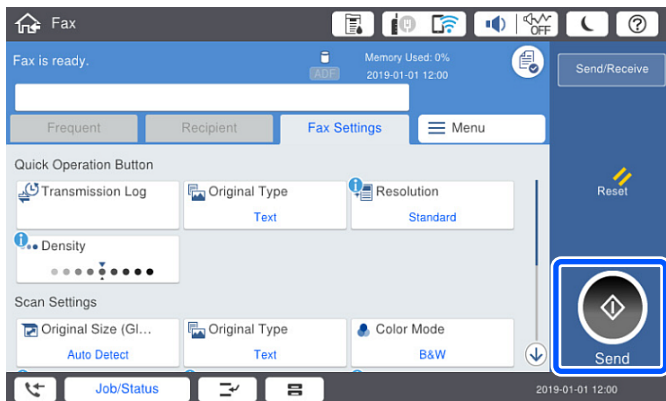 Fax
OFF
Fax is ready.
ADF
Memory Used: 0%
2019-01-01 12:00
Send/Receive
Frequent
Recipient
Fax Settings
Menu
Quick Operation Button
Transmission Log
Original Type
Text
Resolution
Standard
Reset
Density
Scan Settings
Original Size (Gl...
Auto Detect
Original Type
Text
Color Mode
B&W
Send
Job/Status
2019-01-01 12:00